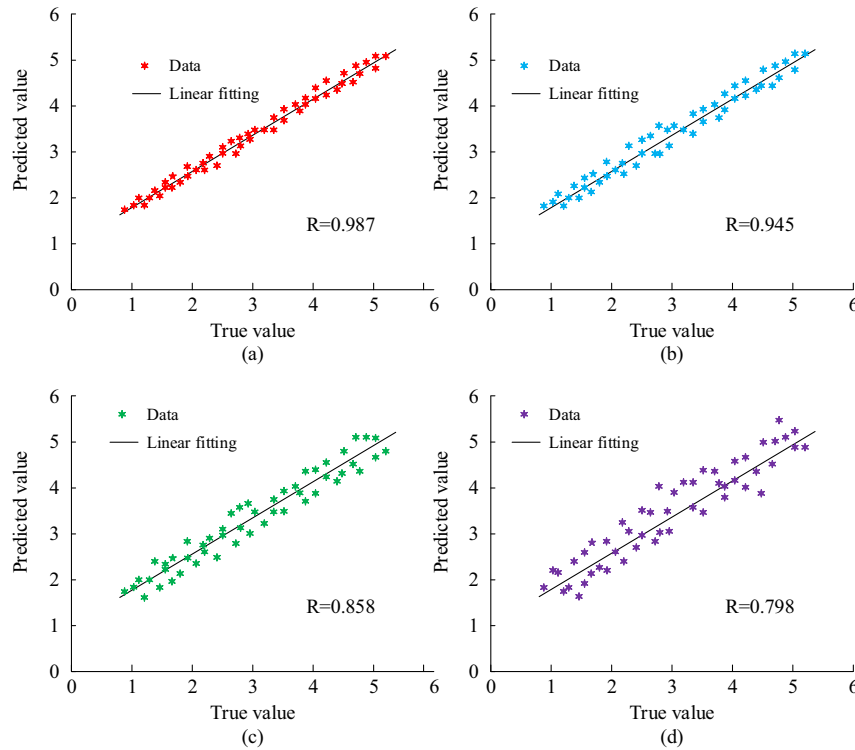 6
5
4
3
2
1
0
Predicted value
Data
Linear fitting
R=0.987
0 1 2 3 4 5 6
True value
(a)
6
5
4
3
2
1
0
Predicted value
Data
Linear fitting
R=0.945
0 1 2 3 4 5 6
True value
(b)
6
5
4
3
2
1
0
Predicted value
Data
Linear fitting
R=0.858
0 1 2 3 4 5 6
True value
(c)
6
5
4
3
2
1
0
Predicted value
Data
Linear fitting
R=0.798
0 1 2 3 4 5 6
True value
(d)